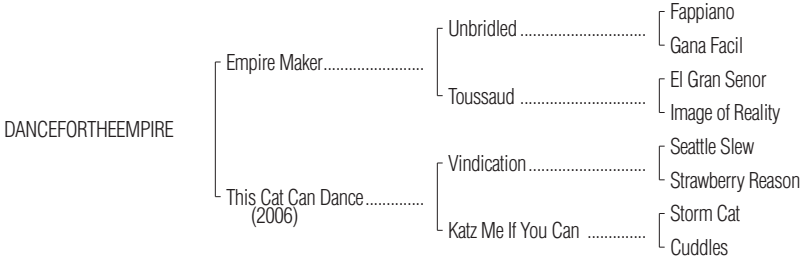 Fappiano
Unbridled ..............................
Gana Facil
Empire Maker........................
El Gran Senor
Toussaud ..............................
Image of Reality
DANCEFORTHEEMPIRE
Seattle Slew
Vindication............................
Strawberry Reason
This Cat Can Dance..............
(2006)
Storm Cat
Katz Me If You Can ..............
Cuddles